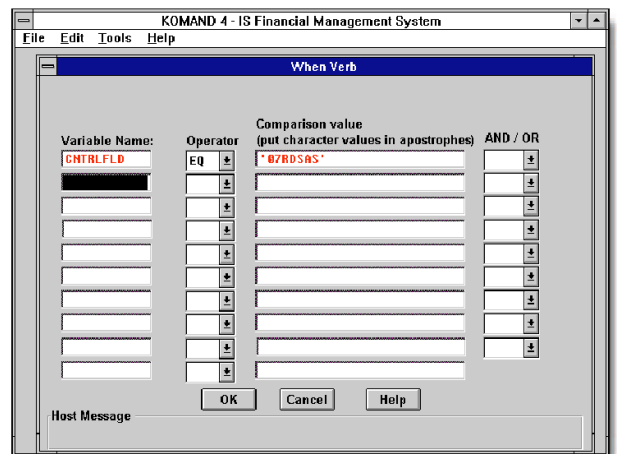 KOMAND 4 - IS Financial Management System
File Edit Tools Help
When Verb
Comparison value
Variable Name: Operator (put character values in apostrophes) AND / OR
CNTRLFLD EQ '07RDSAS'
OK Cancel Help
Host Message